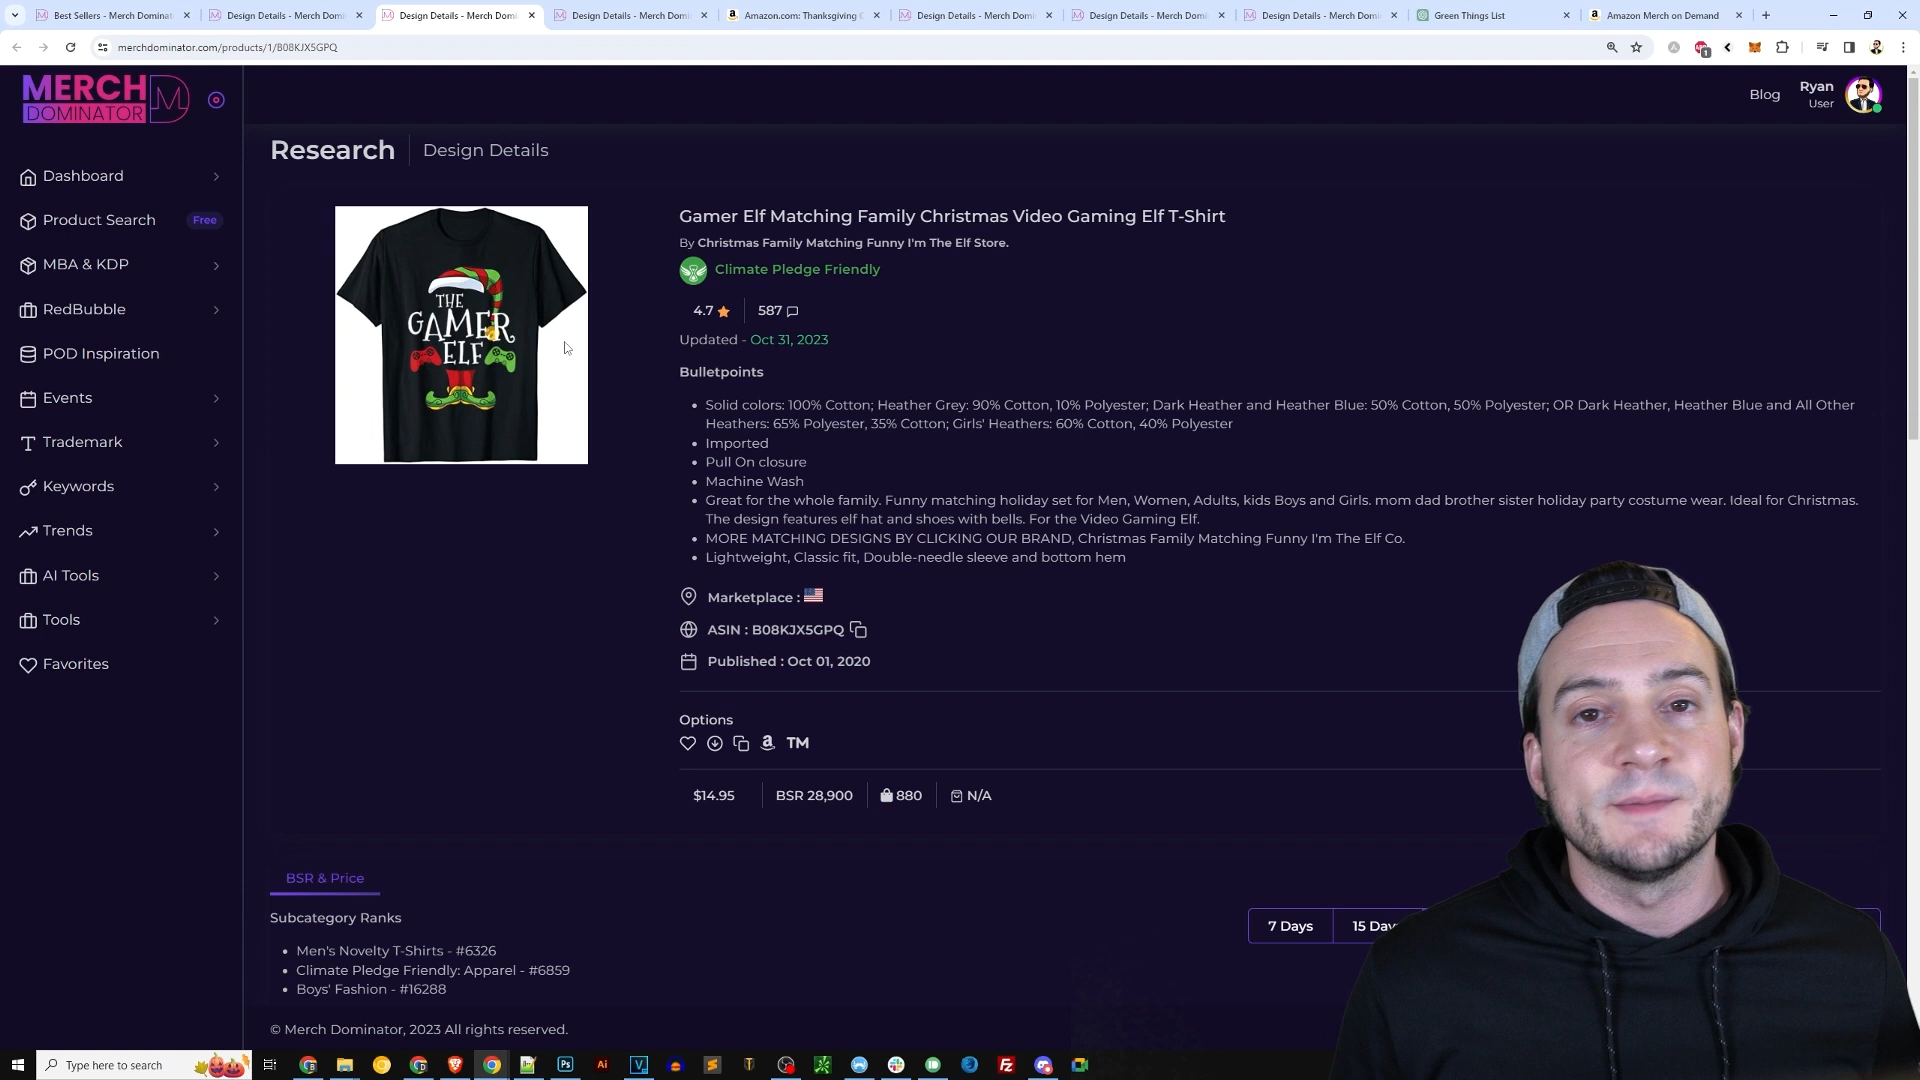 Best Sellers - Merch Dominat
Design Details - Merch Domi
Design Details - Merch Domi
Design Details - Merch Domi
Amazon.com: Thanksgiving C
Design Details - Merch Domi
Design Details - Merch Domi
Design Details - Merch Domi
Green Things List
Amazon Merch on Demand
merchdominator.com/products/1/B08KJX5GPQ
MERCH
DOMINATOR
Blog
Ryan
User
Research
Design Details
Dashboard
Product Search
Free
MBA & KDP
RedBubble
POD Inspiration
Events
Trademark
Keywords
Trends
AI Tools
Tools
Favorites
THE
GAMER
ELF
Gamer Elf Matching Family Christmas Video Gaming Elf T-Shirt
By Christmas Family Matching Funny I'm The Elf Store.
Climate Pledge Friendly
4.7
587
Updated - Oct 31, 2023
Bulletpoints
Solid colors: 100% Cotton; Heather Grey: 90% Cotton, 10% Polyester; Dark Heather and Heather Blue: 50% Cotton, 50% Polyester; OR Dark Heather, Heather Blue and All Other
Heathers: 65% Polyester, 35% Cotton; Girls' Heathers: 60% Cotton, 40% Polyester
Imported
Pull On closure
Machine Wash
Great for the whole family. Funny matching holiday set for Men, Women, Adults, kids Boys and Girls. mom dad brother sister holiday party costume wear. Ideal for Christmas.
The design features elf hat and shoes with bells. For the Video Gaming Elf.
MORE MATCHING DESIGNS BY CLICKING OUR BRAND, Christmas Family Matching Funny I'm The Elf Co.
Lightweight, Classic fit, Double-needle sleeve and bottom hem
Marketplace :
ASIN : B08KJX5GPQ
Published : Oct 01, 2020
Options
TM
$14.95
BSR 28,900
880
N/A
BSR & Price
Subcategory Ranks
7 Days
15 Days
Men's Novelty T-Shirts - #6326
Climate Pledge Friendly: Apparel - #6859
Boys' Fashion - #16288
© Merch Dominator, 2023 All rights reserved.
Type here to search